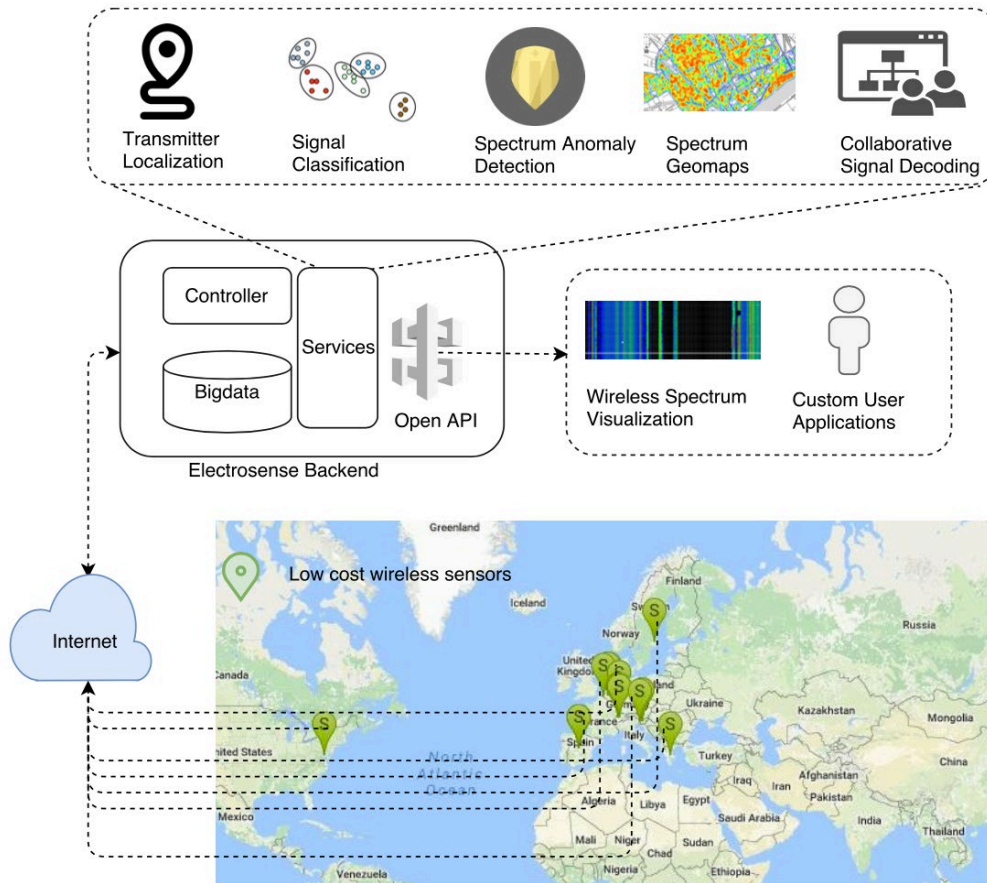 Transmitter
Localization
Signal
Classification
Spectrum Anomaly
Detection
Spectrum
Geomaps
Collaborative
Signal Decoding
Controller
Bigdata
Services
Open API
Electrosense Backend
Wireless Spectrum
Visualization
Custom User
Applications
Internet
Low cost wireless sensors
Greenland
Iceland
Finland
Norway
Russia
United
Kingdom
Canada
Ukraine
Kazakhstan
Mongolia
France
Italy
Spain
United States
Turkey
China
North
Atlantic
Ocean
Iraq
Iran
Afghanistan
Pakistan
Algeria
Libya
Egypt
Saudi Arabia
India
Mexico
Mali
Niger
Chad
Sudan
Thailand
Venezuela
Nigeria
Ethiopia
S
S
S
S
S
S
S
S